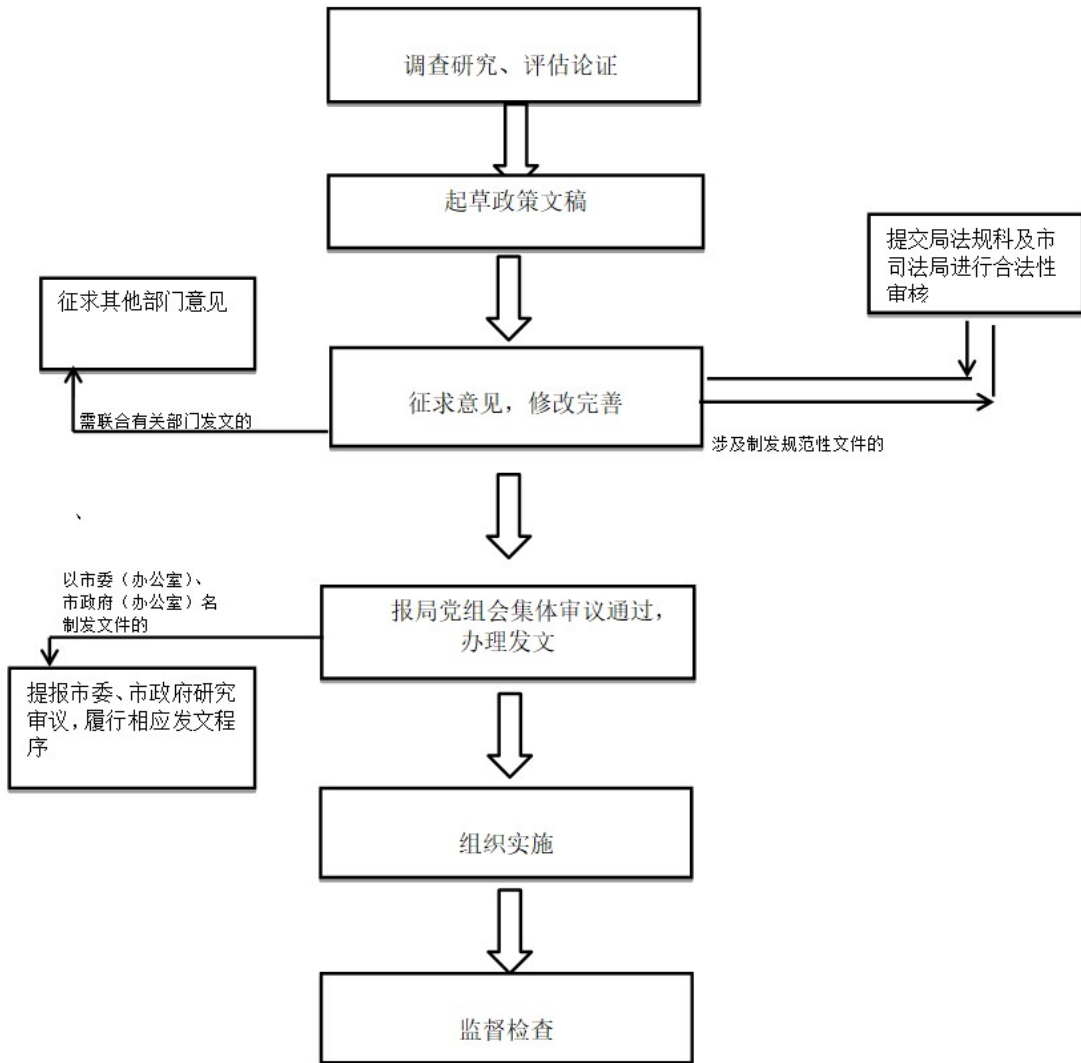 调查研究、评估论证
起草政策文稿
提交局法规科及市
司法局进行合法性
审核
征求其他部门意见
征求意见，修改完善
需联合有关部门发文的
涉及制发规范性文件的
、
以市委（办公室）、
市政府（办公室）名
制发文件的
报局党组会集体审议通过，
办理发文
提报市委、市政府研究
审议，履行相应发文程
序
组织实施
监督检查